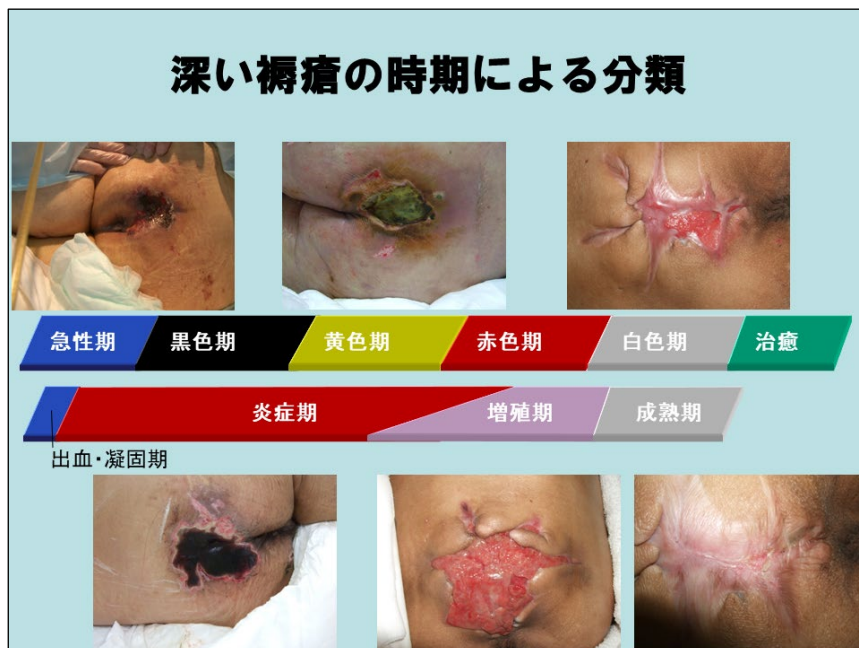 深い褥瘡の時期による分類
急性期 黒色期 黄色期 赤色期 白色期 治癒
炎症期 増殖期 成熟期
出血・凝固期